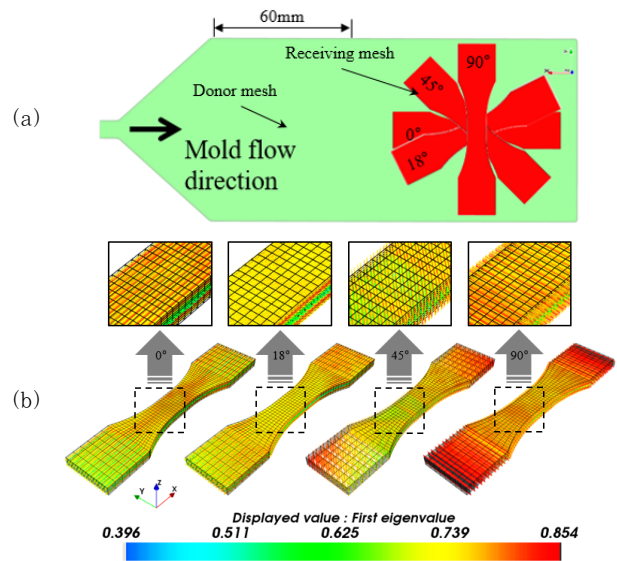 60mm
Receiving mesh
90°
45°
Donor mesh
(a)
0°
Mold flow
direction
18°
0°
18°
45°
90°
(b)
Z
Y
X
Displayed value : First eigenvalue
0.396 0.511 0.625 0.739 0.854